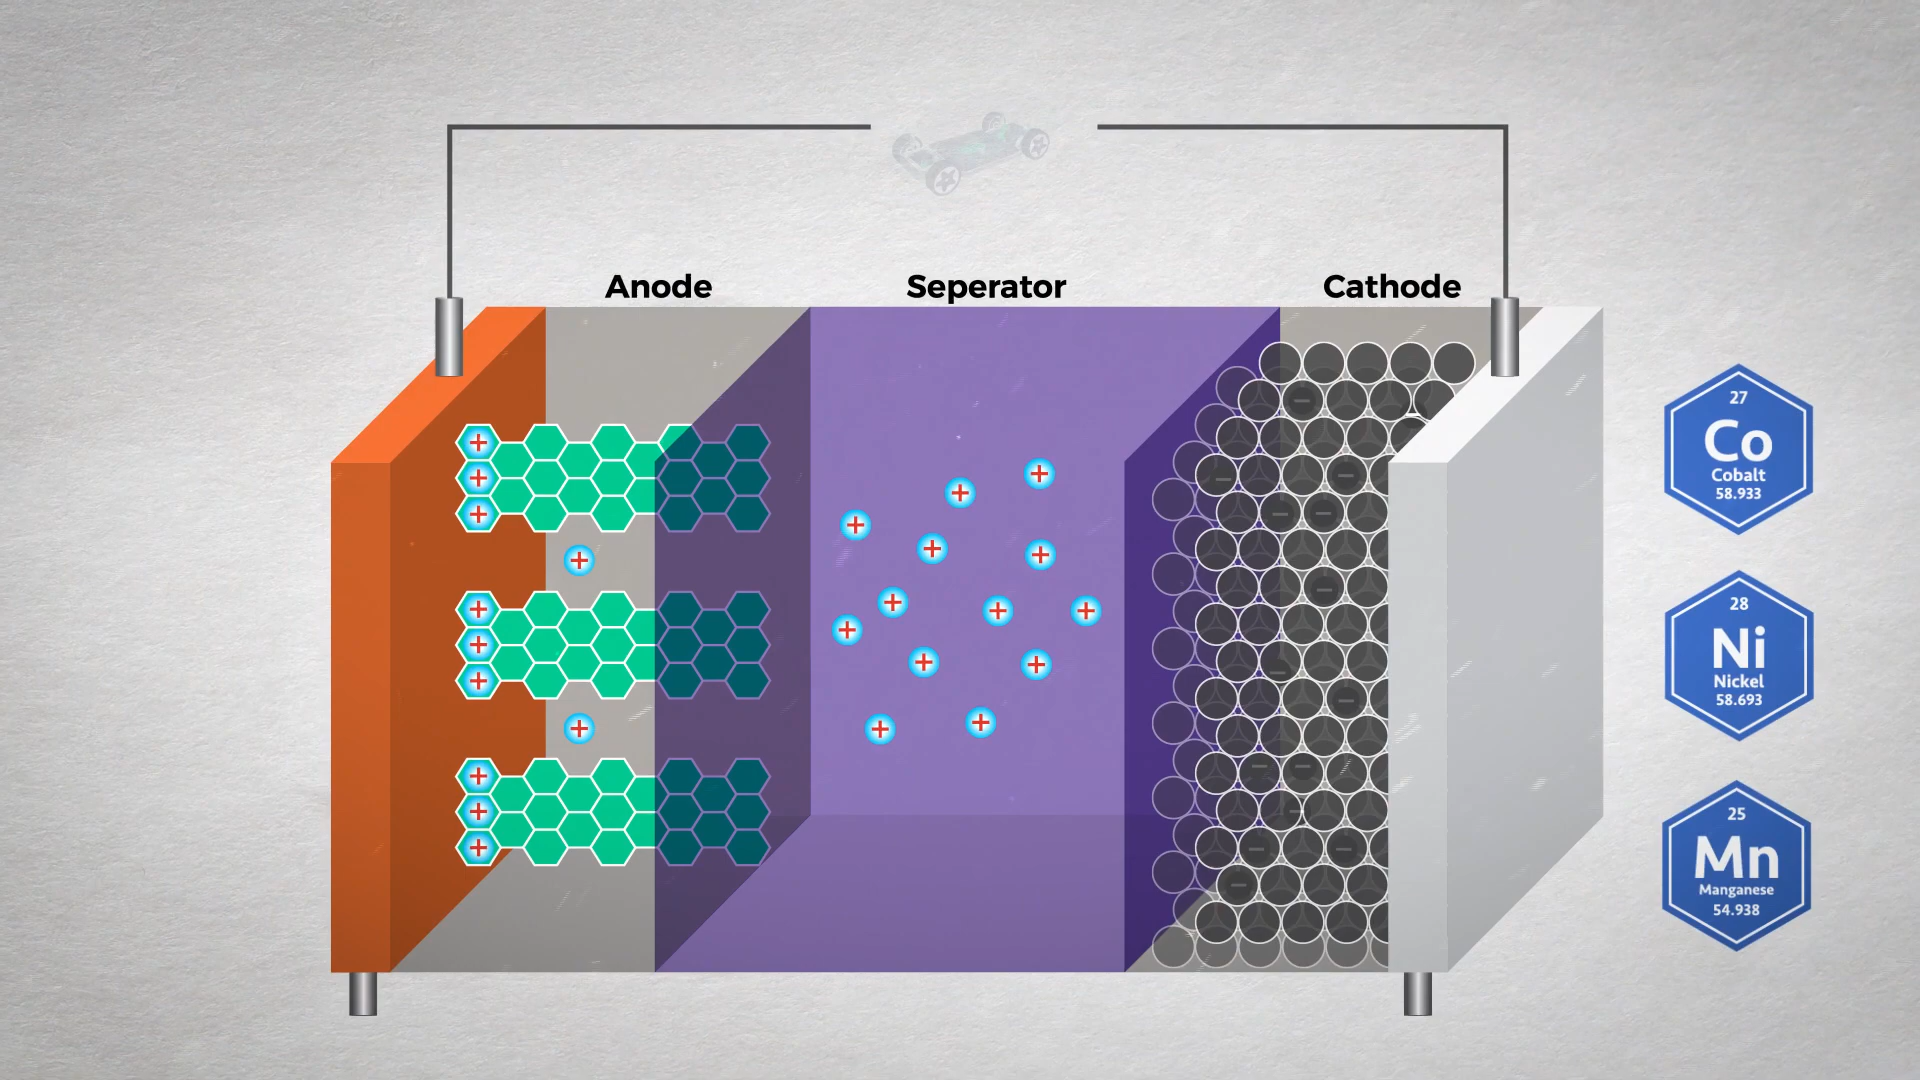 Anode
Seperator
Cathode
27
Co
Cobalt
58.933
28
Ni
Nickel
58.693
25
Mn
Manganese
54.938